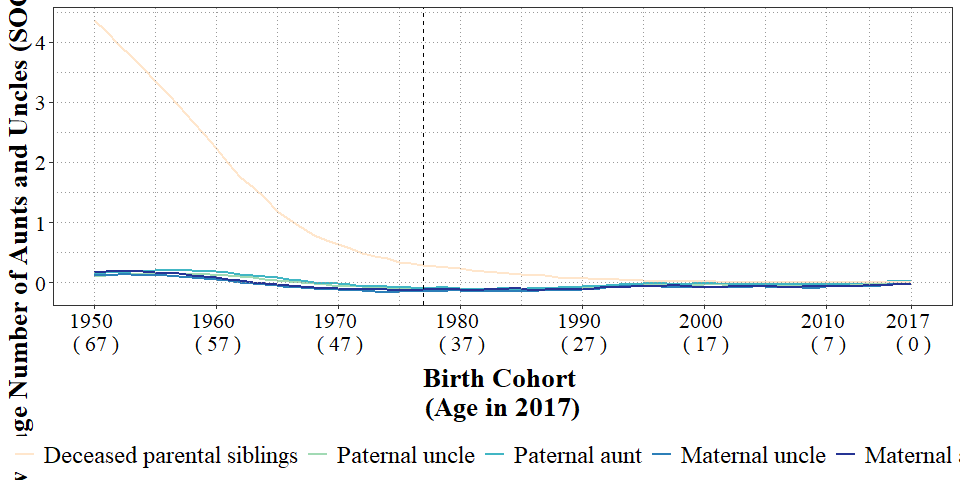 ge Number of Aunts and Uncles (SOC
4
3
2
1
0
1950 1960 1970 1980 1990 2000 2010 2017
( 67 ) ( 57 ) ( 47 ) ( 37 ) ( 27 ) ( 17 ) ( 7 ) ( 0 )
Birth Cohort
(Age in 2017)
Deceased parental siblings Paternal uncle Paternal aunt Maternal uncle Maternal